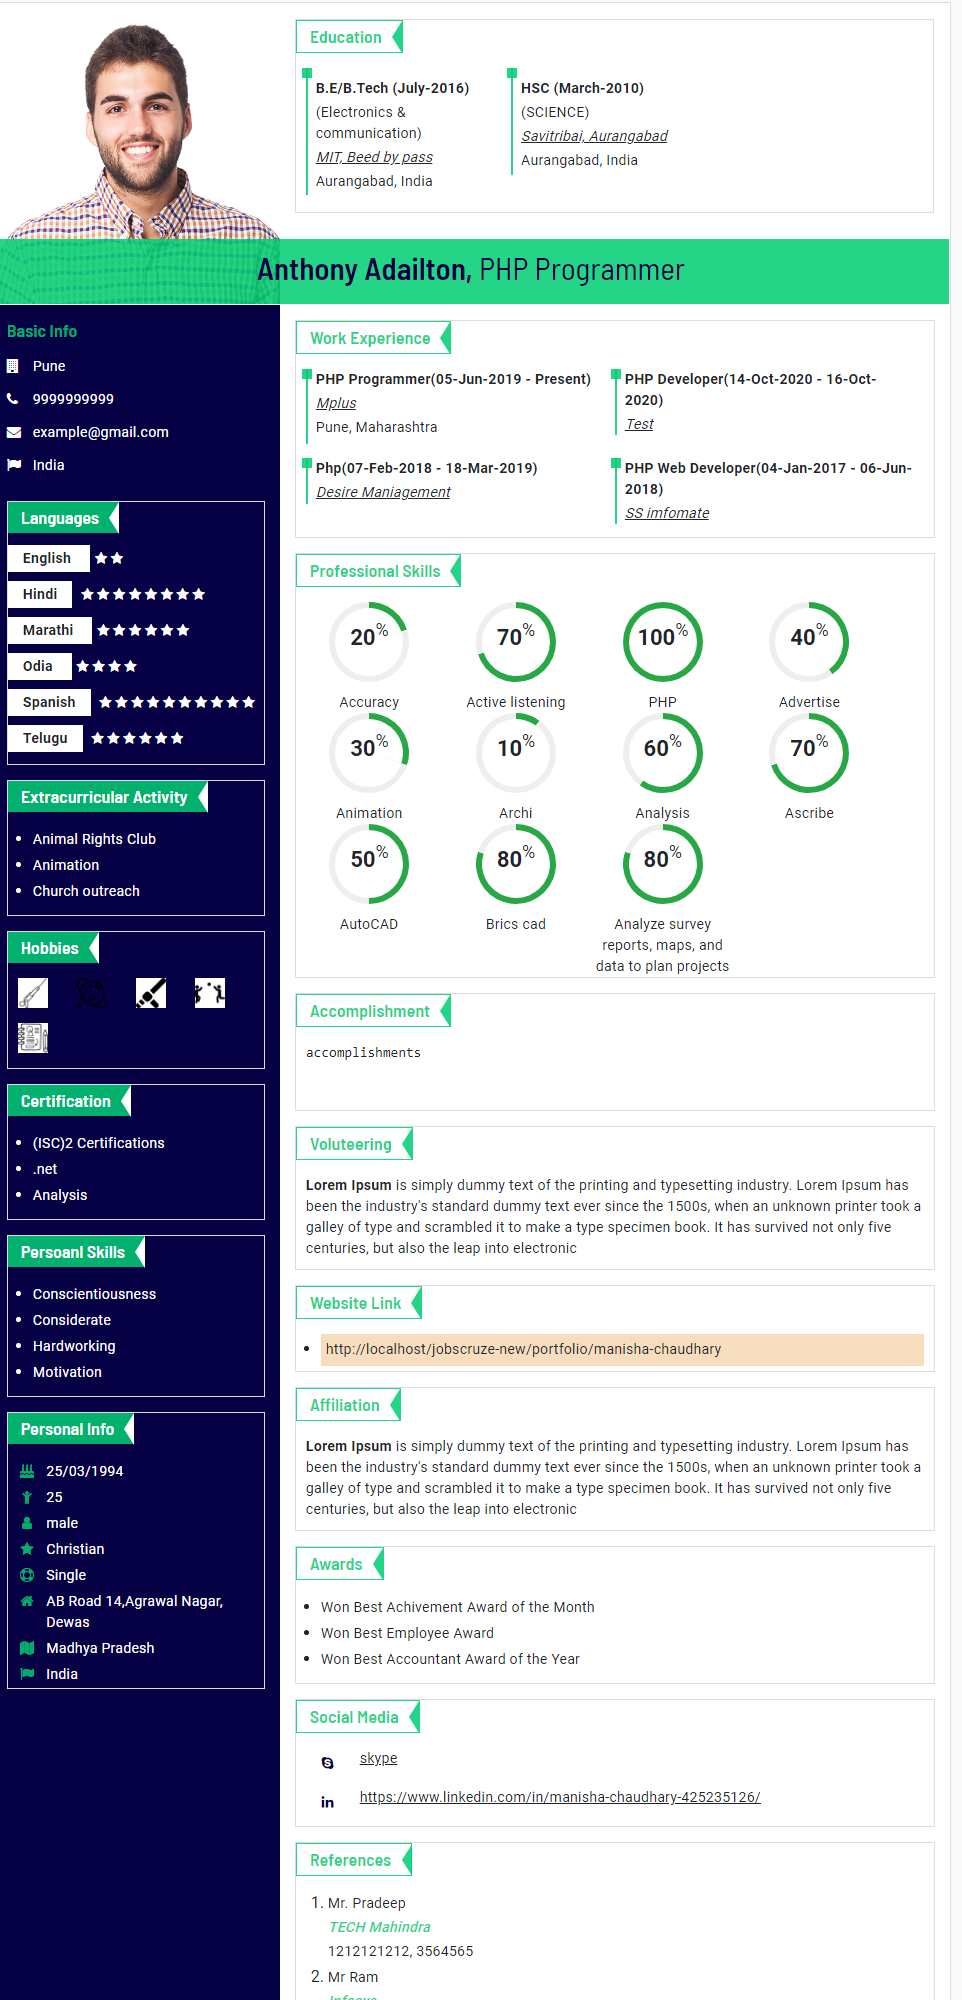 Education
B.E/B.Tech (July-2016)
(Electronics &
communication)
MIT, Beed by pass
Aurangabad, India
HSC (March-2010)
(SCIENCE)
Savitribai, Aurangabad
Aurangabad, India
Anthony Adailton, PHP Programmer
Basic Info
Pune
9999999999
example@gmail.com
India
Languages
English
Hindi
Marathi
Odia
Spanish
Telugu
Extracurricular Activity
Animal Rights Club
Animation
Church outreach
Hobbies
Certification
(ISC)2 Certifications
.net
Analysis
Persoanl Skills
Conscientiousness
Considerate
Hardworking
Motivation
Personal Info
25/03/1994
25
male
Christian
Single
AB Road 14,Agrawal Nagar,
Dewas
Madhya Pradesh
India
Work Experience
PHP Programmer(05-Jun-2019 - Present)
Mplus
Pune, Maharashtra
PHP Developer(14-Oct-2020 - 16-Oct-
2020)
Test
Php(07-Feb-2018 - 18-Mar-2019)
Desire Maniagement
PHP Web Developer(04-Jan-2017 - 06-Jun-
2018)
SS imfomate
Professional Skills
20% 70% 100% 40%
Accuracy Active listening PHP Advertise
30% 10% 60% 70%
Animation Archi Analysis Ascribe
50% 80% 80%
AutoCAD Brics cad Analyze survey
reports, maps, and
data to plan projects
Accomplishment
accomplishments
Voluteering
Lorem Ipsum is simply dummy text of the printing and typesetting industry. Lorem Ipsum has
been the industry's standard dummy text ever since the 1500s, when an unknown printer took a
galley of type and scrambled it to make a type specimen book. It has survived not only five
centuries, but also the leap into electronic
Website Link
http://localhost/jobscruze-new/portfolio/manisha-chaudhary
Affiliation
Lorem Ipsum is simply dummy text of the printing and typesetting industry. Lorem Ipsum has
been the industry's standard dummy text ever since the 1500s, when an unknown printer took a
galley of type and scrambled it to make a type specimen book. It has survived not only five
centuries, but also the leap into electronic
Awards
Won Best Achivement Award of the Month
Won Best Employee Award
Won Best Accountant Award of the Year
Social Media
skype
https://www.linkedin.com/in/manisha-chaudhary-425235126/
References
1. Mr. Pradeep
TECH Mahindra
1212121212, 3564565
2. Mr Ram